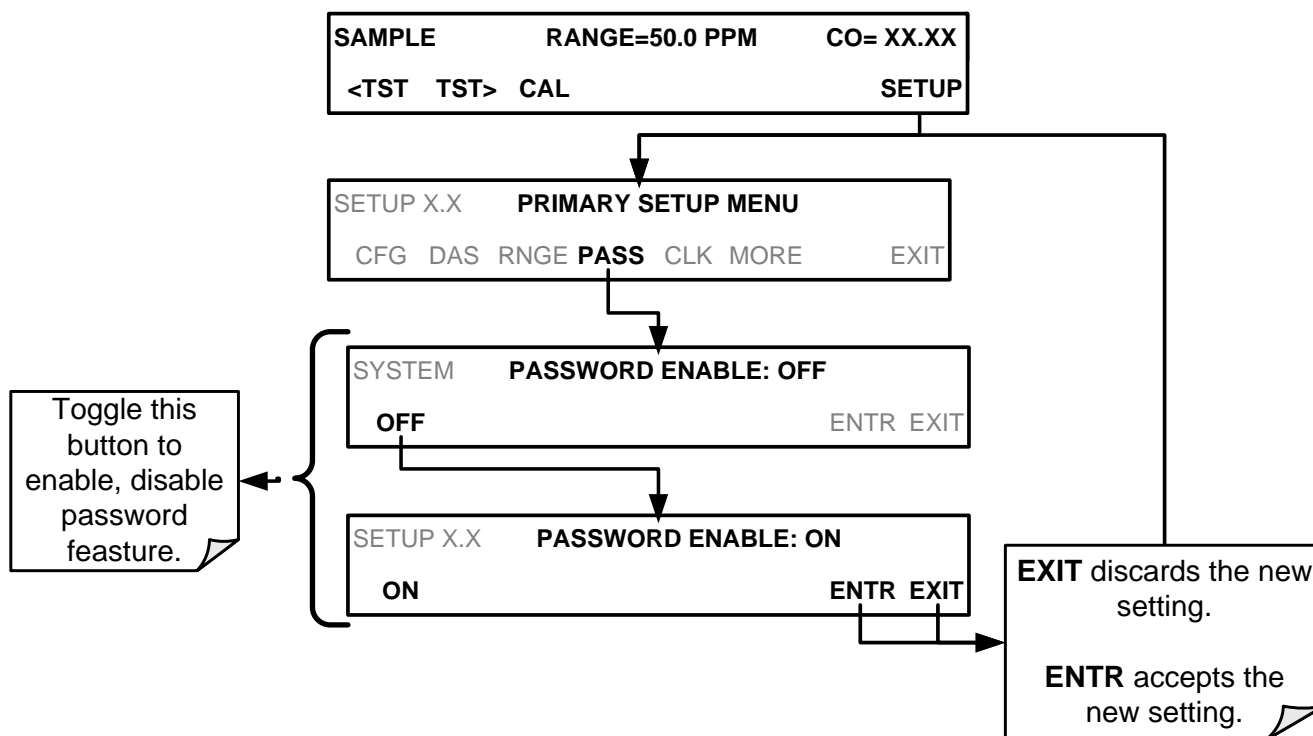 SAMPLE RANGE=50.0 PPM CO= XX.XX
<TST TST> CAL SETUP
SETUP X.X PRIMARY SETUP MENU
CFG DAS RNGE PASS CLK MORE EXIT
SYSTEM PASSWORD ENABLE: OFF
OFF ENTR EXIT
Toggle this
button to
enable, disable
password
feasture.
SETUP X.X PASSWORD ENABLE: ON
ON ENTR EXIT
EXIT discards the new
setting.
ENTR accepts the
new setting.